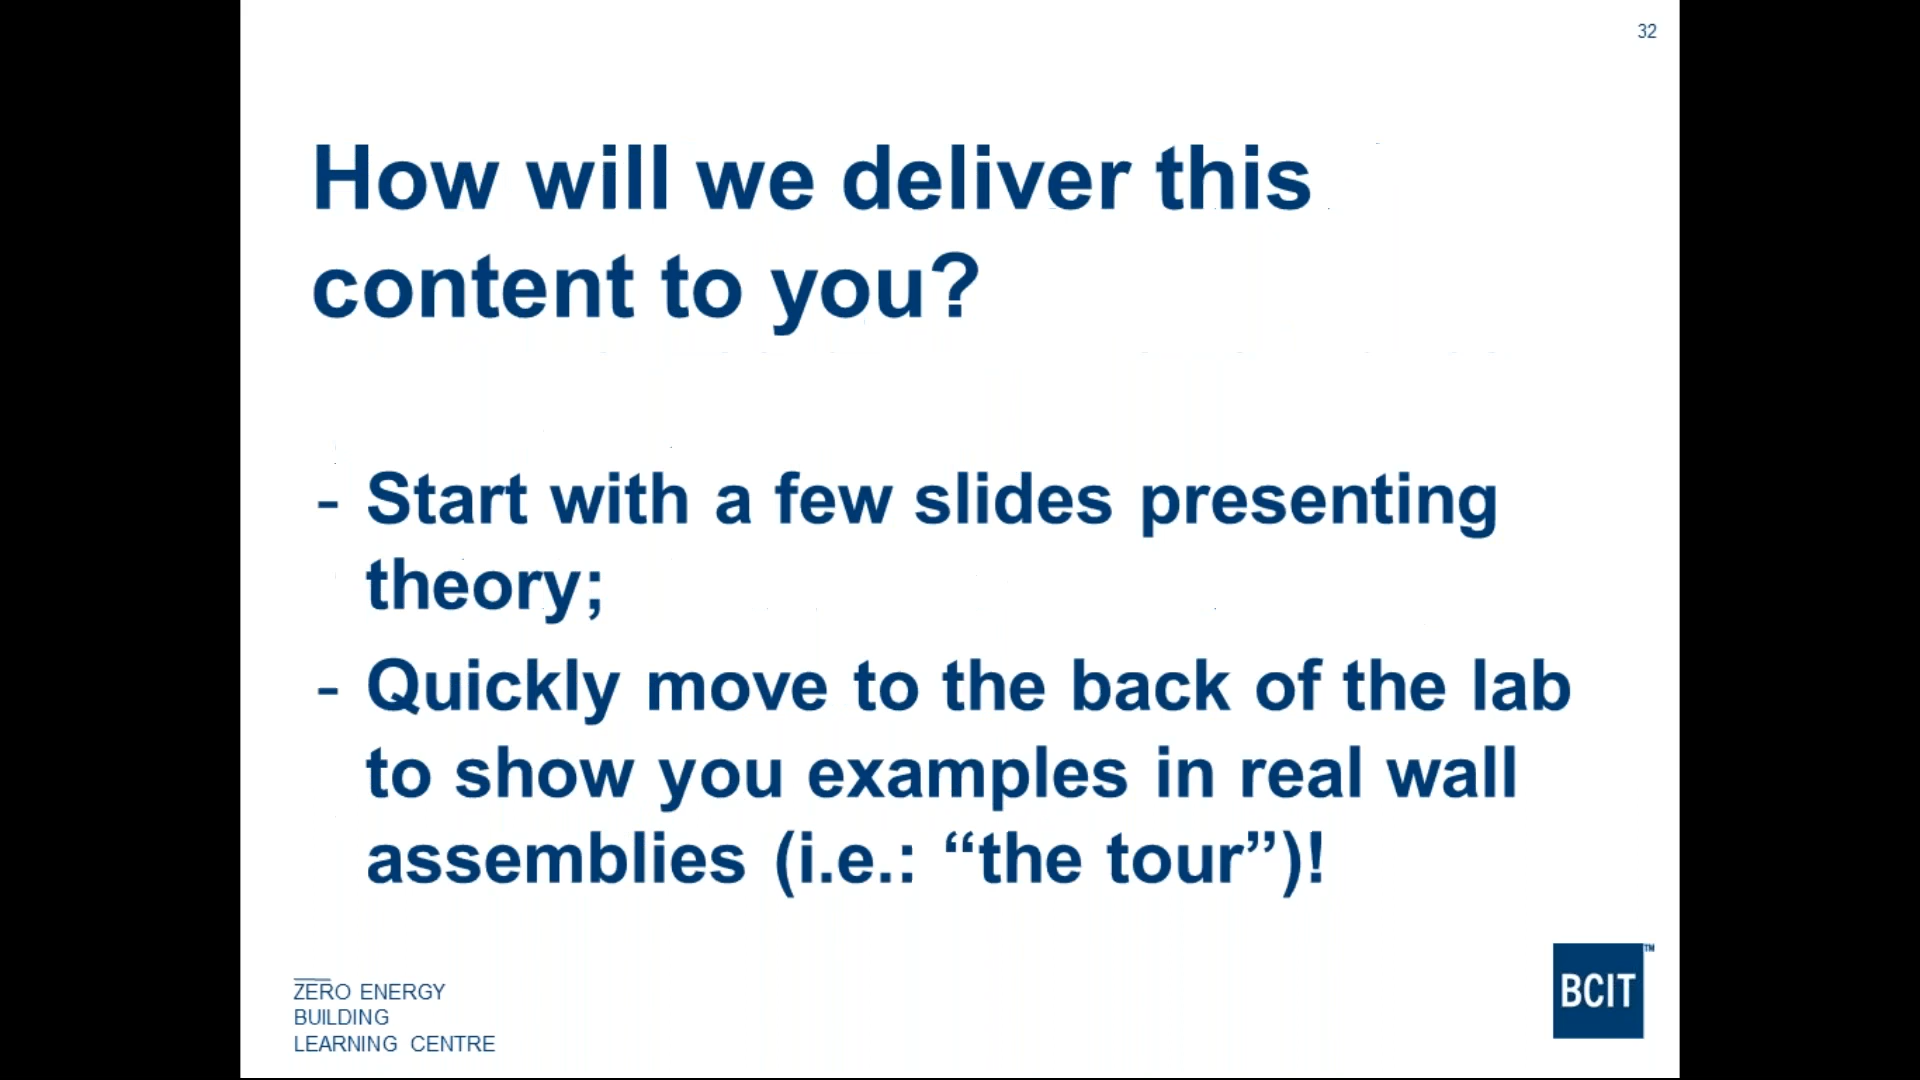 32
How will we deliver this
content to you?
- Start with a few slides presenting
theory;
- Quickly move to the back of the lab
to show you examples in real wall
assemblies (i.e.: “the tour”)!
ZERO ENERGY
BUILDING
LEARNING CENTRE
BCIT™